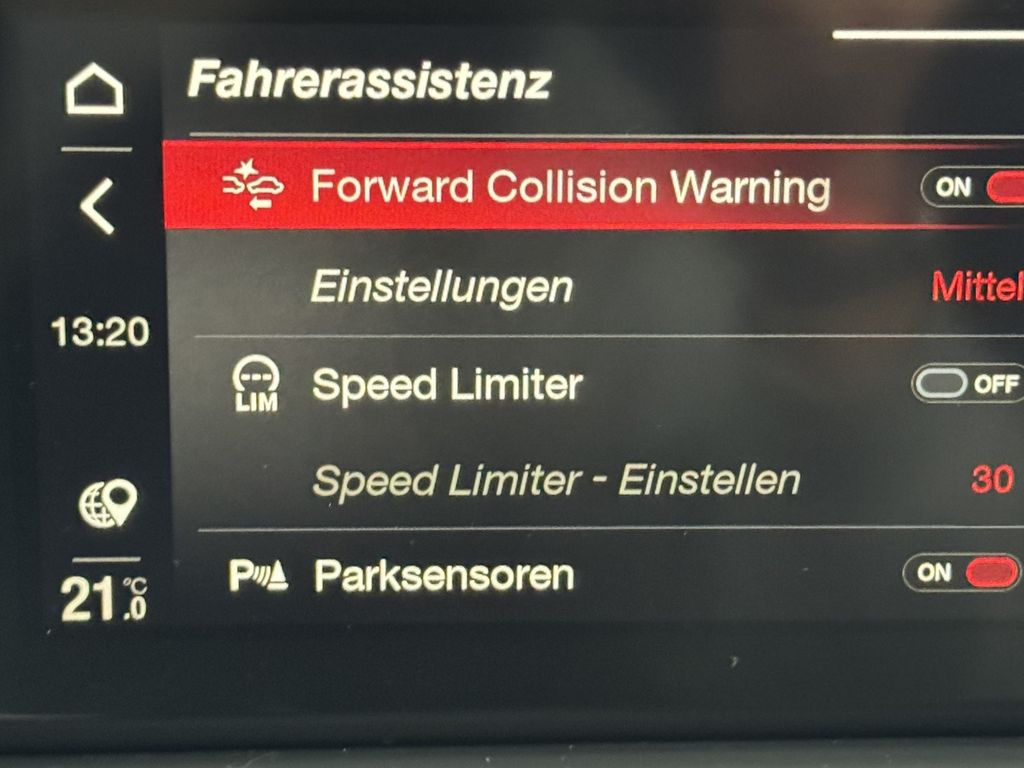 Fahrerassistenz
Forward Collision Warning ON
Einstellungen Mittel
13:20
LIM Speed Limiter OFF
Speed Limiter - Einstellen 30
21.0 °C
P Parksensoren ON